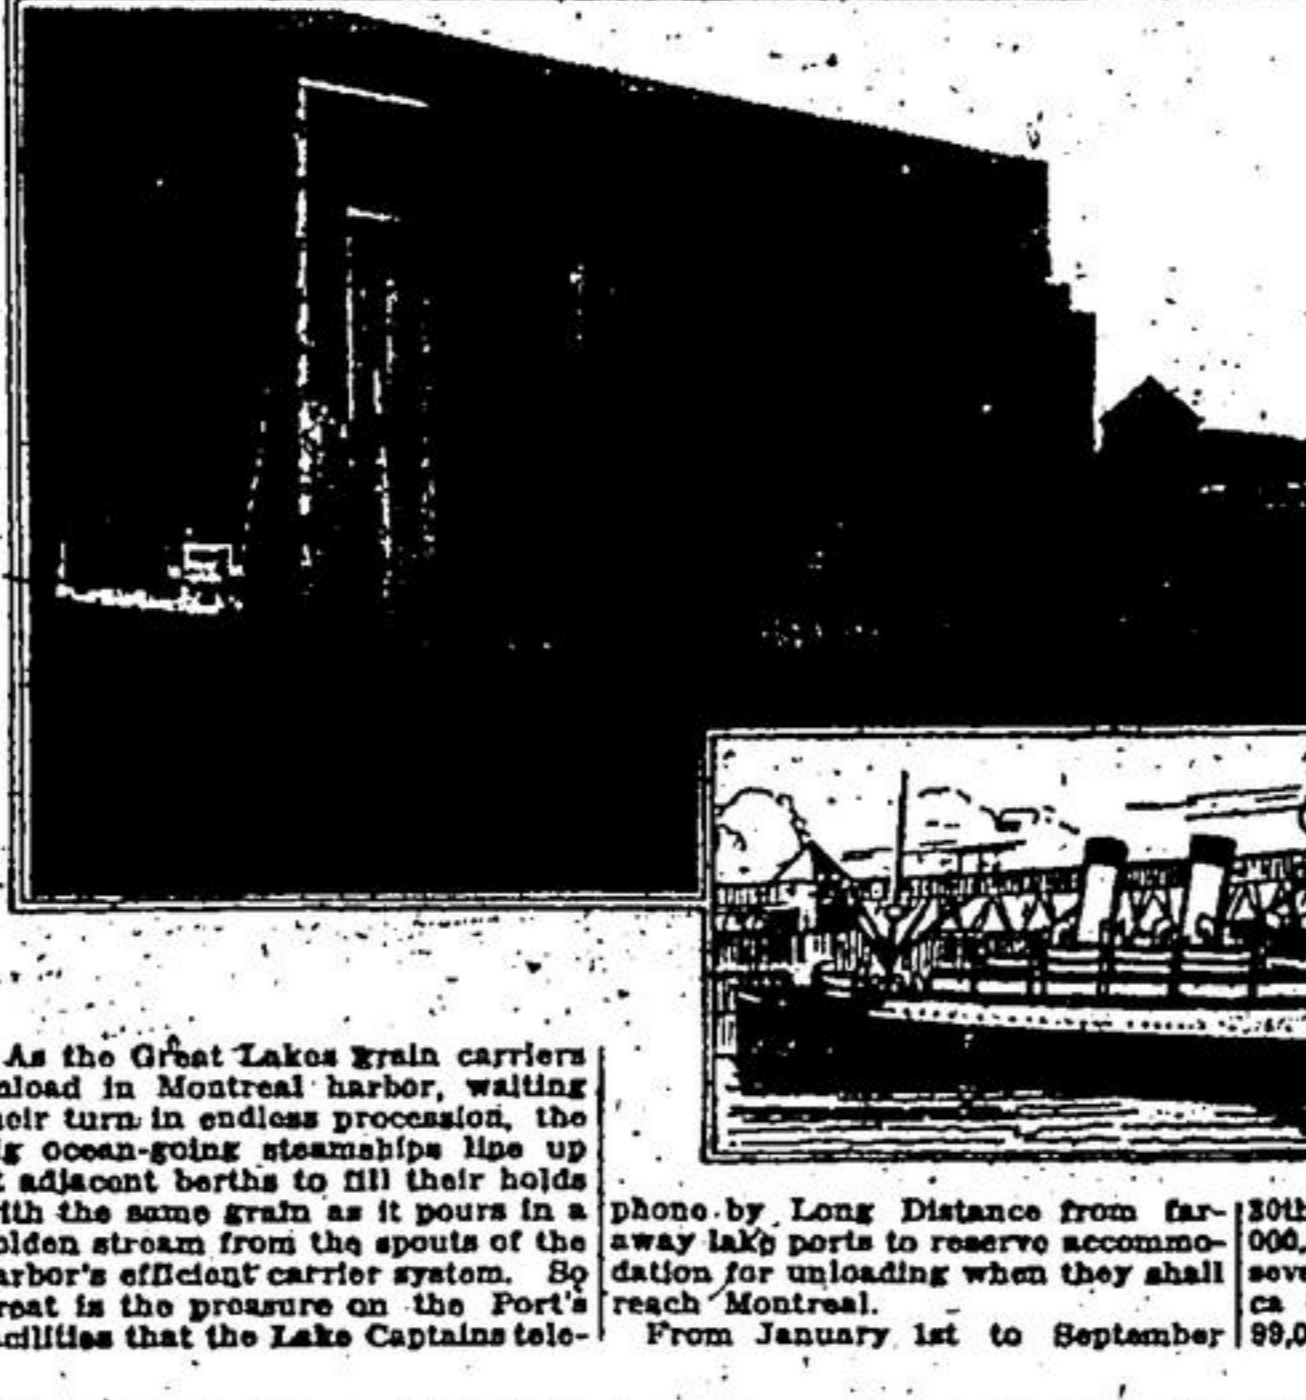 As the Great Lakes grain carriers
nload in Montreal harbor, waiting
heir turn in endless procession, the
g ocean-going steamships line up
t adjacent berths to fill their holds
ith the same grain as it pours in a
olden stream from the spouts of the
arbor's efficient carrier system. So
reat is the pressure on the Port's
cilities that the Lake Captains tele-
phone by Long Distance from far-
away lake ports to reserve accommo-
dation for unloading when they shall
reach Montreal.
From January 1st to September
30th
000,
seve
ca
99,0